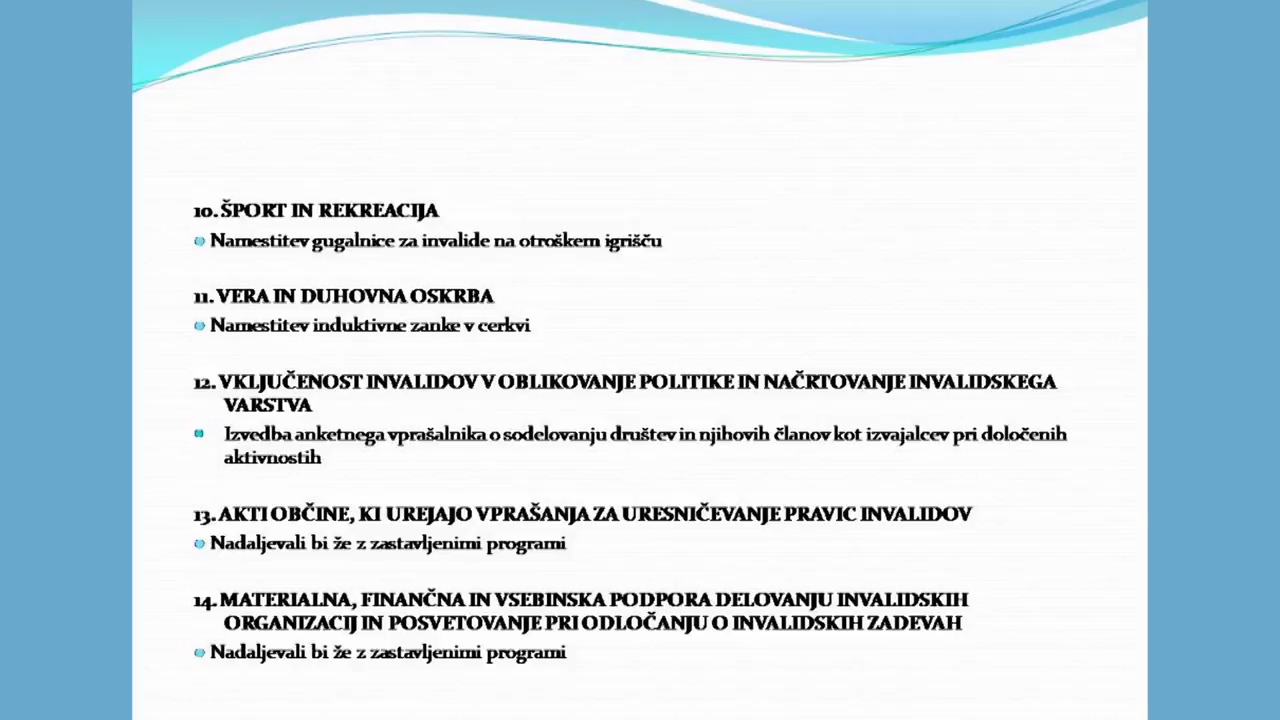 10. ŠPORT IN REKREACIJA
Namestitev gugalnice za invalide na otroškem igrišču
11. VERA IN DUHOVNA OSKRBA
Namestitev induktivne zanke v cerkvi
12. VKLJUČENOST INVALIDOV V OBLIKOVANJE POLITIKE IN NAČRTOVANJE INVALIDSKEGA
VARSTVA
Izvedba anketnega vprašalnika o sodelovanju društev in njihovih članov kot izvajalcev pri določenih
aktivnostih
13. AKTI OBČINE, KI UREJAJO VPRAŠANJA ZA URESNIČEVANJE PRAVIC INVALIDOV
Nadaljevali bi že z zastavljenimi programi
14. MATERIALNA, FINANČNA IN VSEBINSKA PODPORA DELOVANJU INVALIDSKIH
ORGANIZACIJ IN POSVETOVANJE PRI ODLOČANJU O INVALIDSKIH ZADEVAH
Nadaljevali bi že z zastavljenimi programi